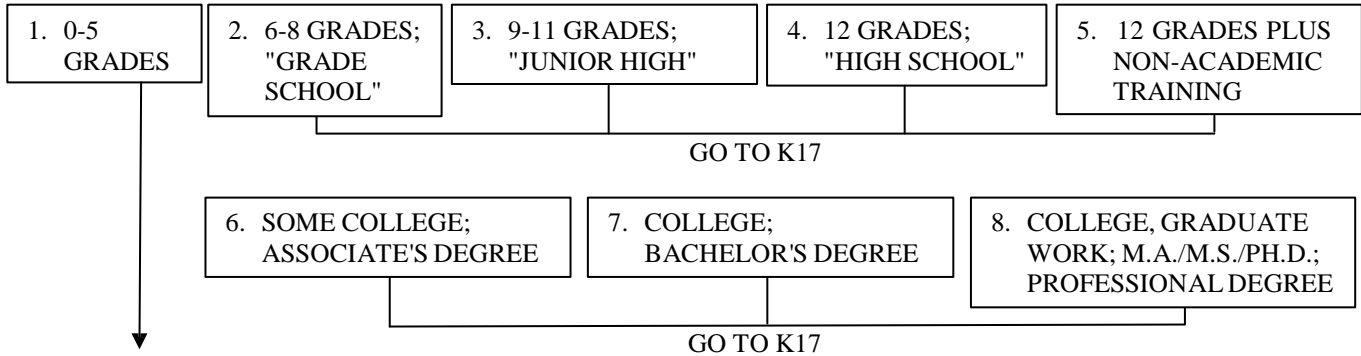 1. 0-5
GRADES
2. 6-8 GRADES;
"GRADE
SCHOOL"
3. 9-11 GRADES;
"JUNIOR HIGH"
4. 12 GRADES;
"HIGH SCHOOL"
5. 12 GRADES PLUS
NON-ACADEMIC
TRAINING
GO TO K17
6. SOME COLLEGE;
ASSOCIATE'S DEGREE
7. COLLEGE;
BACHELOR'S DEGREE
8. COLLEGE, GRADUATE
WORK; M.A./M.S./PH.D.;
PROFESSIONAL DEGREE
GO TO K17